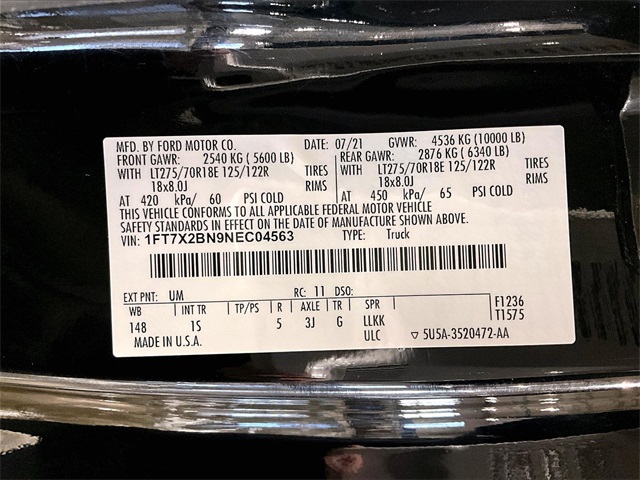 MFD. BY FORD MOTOR CO. DATE: 07/21 GVWR: 4536 KG (10000 LB)
FRONT GAWR: 2540 KG ( 5600 LB) REAR GAWR: 2876 KG ( 6340 LB)
WITH LT275/70R18E 125/122R TIRES WITH LT275/70R18E 125/122R TIRES
18x8.0J RIMS 18x8.0J RIMS
AT 420 kPa/ 60 PSI COLD AT 450 kPa/ 65 PSI COLD
THIS VEHICLE CONFORMS TO ALL APPLICABLE FEDERAL MOTOR VEHICLE
SAFETY STANDARDS IN EFFECT ON THE DATE OF MANUFACTURE SHOWN ABOVE.
VIN: 1FT7X2BN9NEC04563 TYPE: Truck
EXT PNT: UM RC: 11 DSO:
WB INT TR TP/PS R AXLE TR SPR F1236
148 1S 5 3J G LLKK T1575
MADE IN U.S.A. ULC ▽ 5U5A-3520472-AA